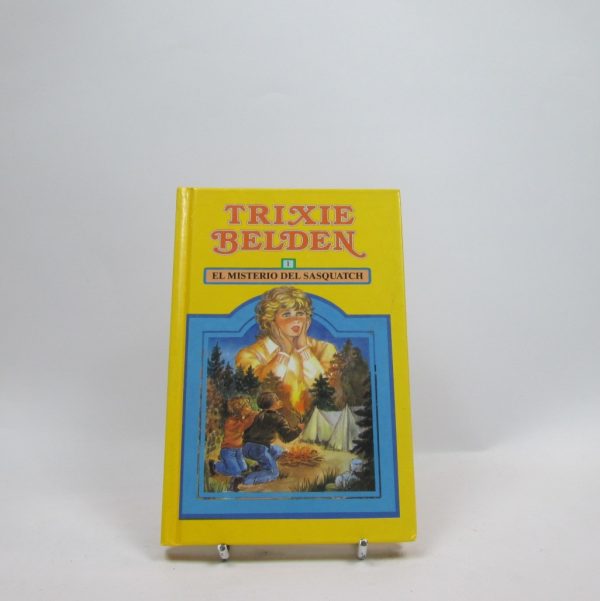 TRIXIE
BELDEN
1
EL MISTERIO DEL SASQUATCH